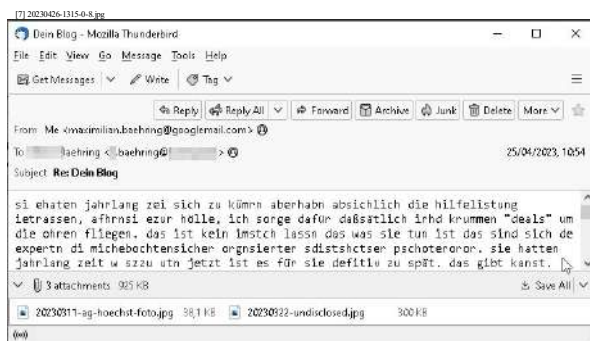 [7] 20230426-1315-0-8.jpg
Dein Blog - Mozilla Thunderbird
File Edit View Go Message Tools Help
Get Messages Write Tag
Reply Reply All Forward Archive Junk Delete More
From Me <maximilian.baehring@googlemail.com>
To baehring < .baehring@ > 25/04/2023, 10:54
Subject Re: Dein Blog
si ehaten jahrlang zei sich zu kümrn aberhabn absichlich die hilfelistung
ietrassen, afhrnsi ezur hölle, ich sorge dafür daßsatlich irhd krummen "deals" um
die ohren fliegen. das ist kein imstch lassn das was sie tun ist das sind sich de
expertn di michebochtensicher orgnsierter sdistshctser pschoteroror. sie hatten
jahrlang zeit w szzu utn jetzt ist es für sie defitiv zu spät. das gibt kanst.
3 attachments 925 KB Save All
20230311-ag-hoechst-foto.jpg 38,1 KB 20230322-undisclosed.jpg 300 KB